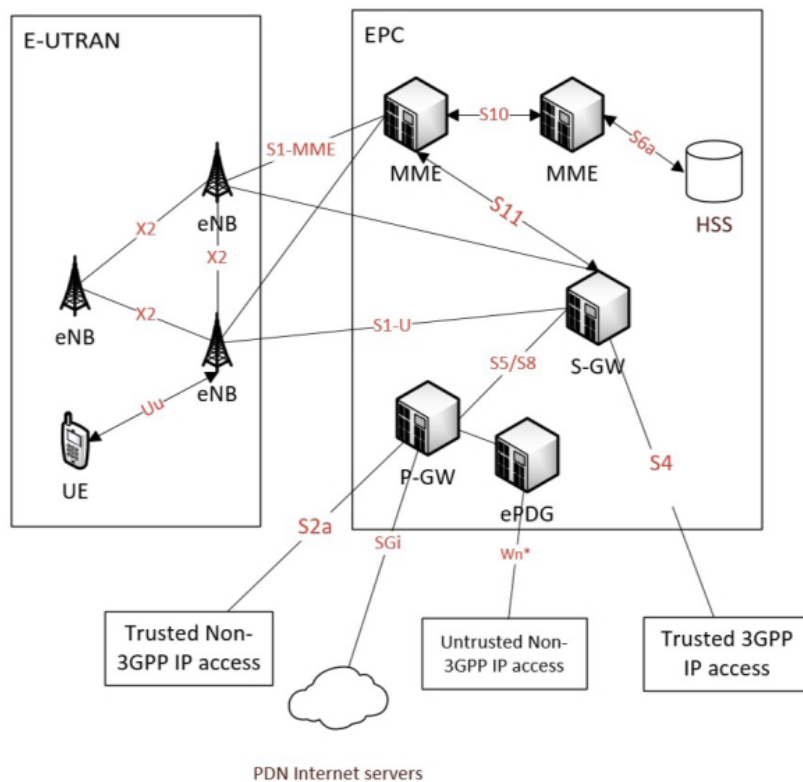 E-UTRAN
EPC
S10
S6a
S1-MME
MME
MME
HSS
eNB
S11
X2
X2
eNB
X2
S1-U
S-GW
eNB
S5/S8
Uu
UE
P-GW
S4
ePDG
S2a
SGi
Wn*
Trusted Non-
3GPP IP access
Untrusted Non-
3GPP IP access
Trusted 3GPP
IP access
PDN Internet servers